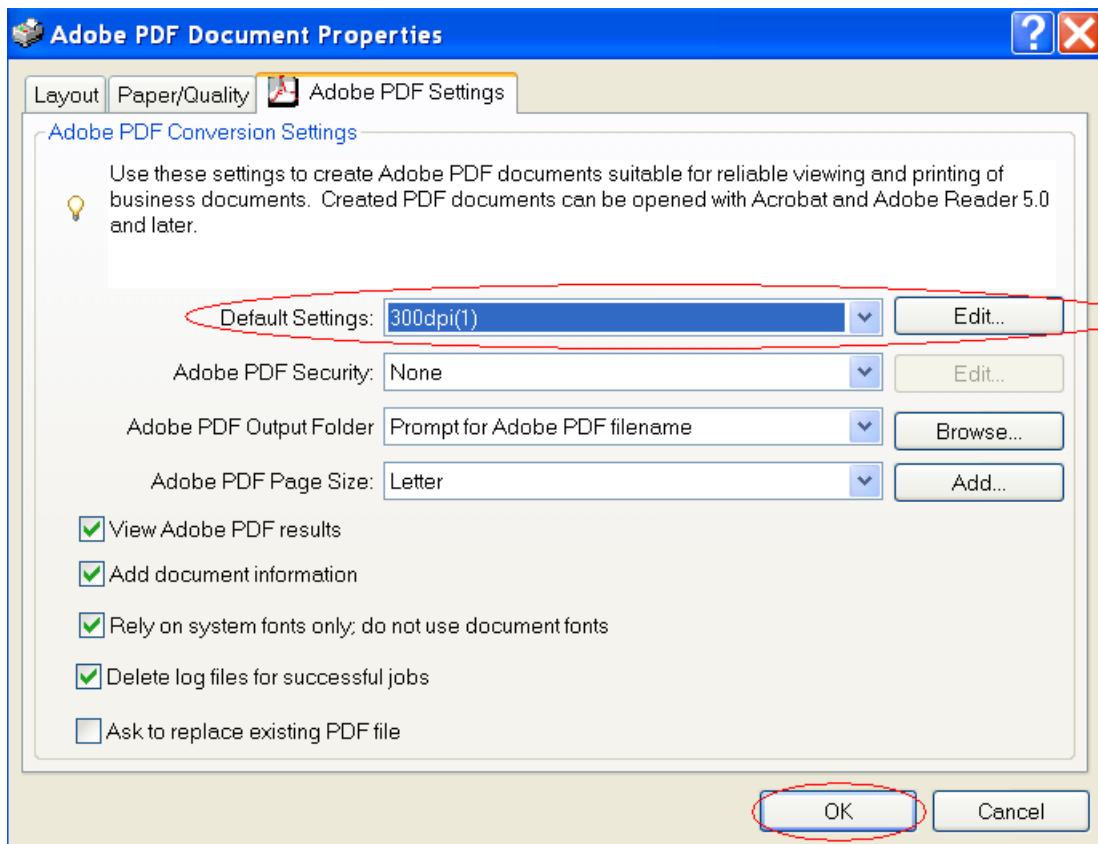 Adobe PDF Document Properties
Layout Paper/Quality Adobe PDF Settings
Adobe PDF Conversion Settings
Use these settings to create Adobe PDF documents suitable for reliable viewing and printing of
business documents. Created PDF documents can be opened with Acrobat and Adobe Reader 5.0
and later.
Default Settings: 300dpi(1) Edit...
Adobe PDF Security: None Edit...
Adobe PDF Output Folder Prompt for Adobe PDF filename Browse...
Adobe PDF Page Size: Letter Add...
View Adobe PDF results
Add document information
Rely on system fonts only; do not use document fonts
Delete log files for successful jobs
Ask to replace existing PDF file
OK Cancel